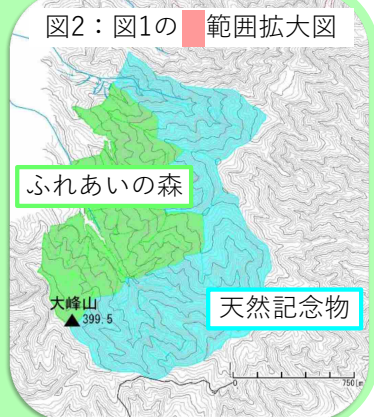 図2：図1の 範囲拡大図
ふれあいの森
大峰山
▲ 399.5
天然記念物
0 750[m